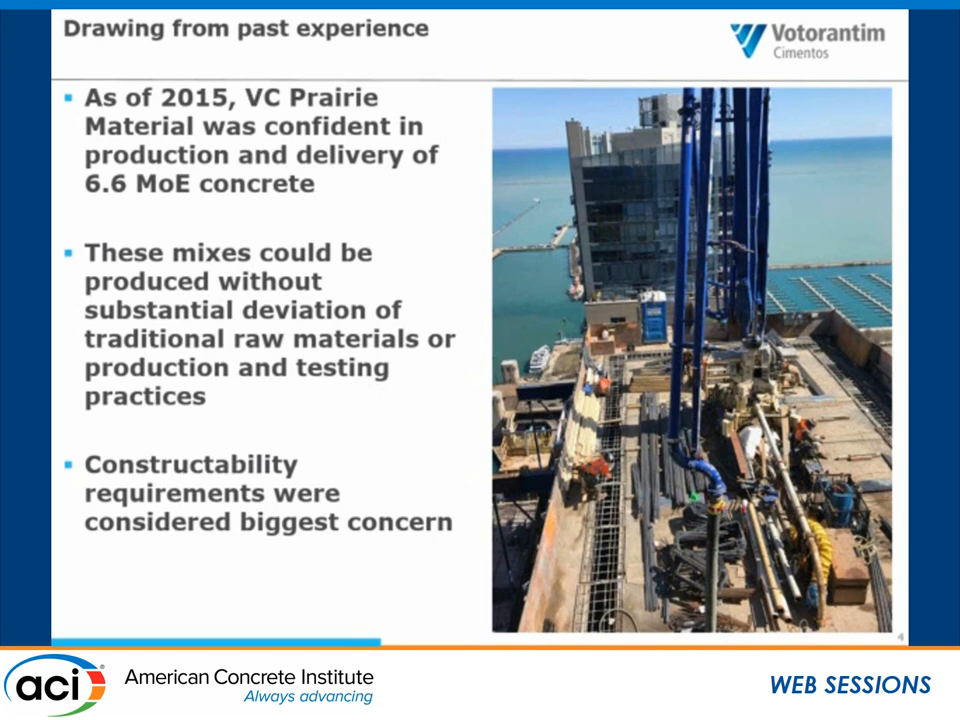 Drawing from past experience
Votorantim
Cimentos
▪ As of 2015, VC Prairie
Material was confident in
production and delivery of
6.6 MoE concrete
▪ These mixes could be
produced without
substantial deviation of
traditional raw materials or
production and testing
practices
▪ Constructability
requirements were
considered biggest concern
4
aci®
American Concrete Institute
Always advancing
WEB SESSIONS